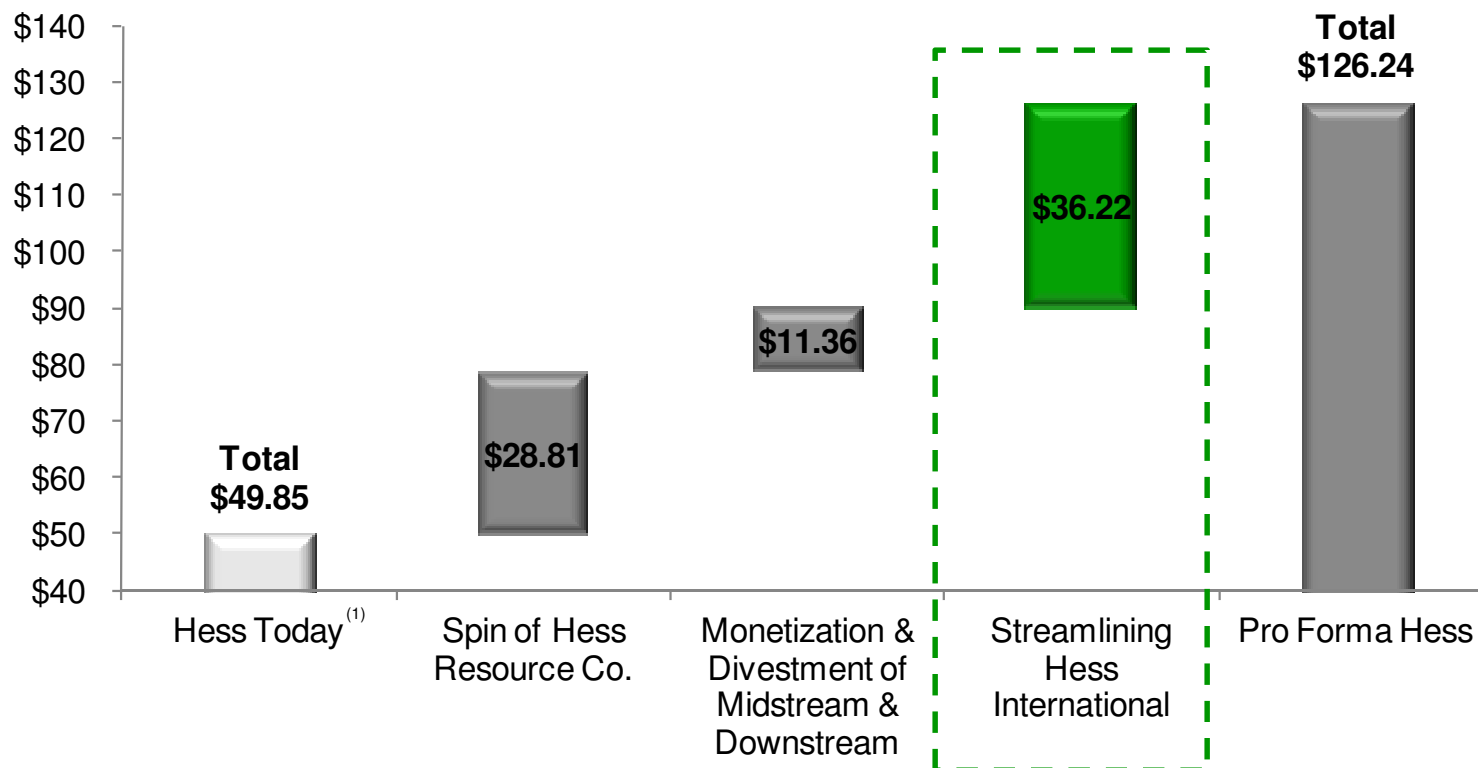 $140
$130
$120
$110
$100
$90
$80
$70
$60
$50
$40
Total
$49.85
$28.81
$11.36
$36.22
Total
$126.24
Hess Today (1)
Spin of Hess
Resource Co.
Monetization &
Divestment of
Midstream &
Downstream
Streamlining
Hess
International
Pro Forma Hess